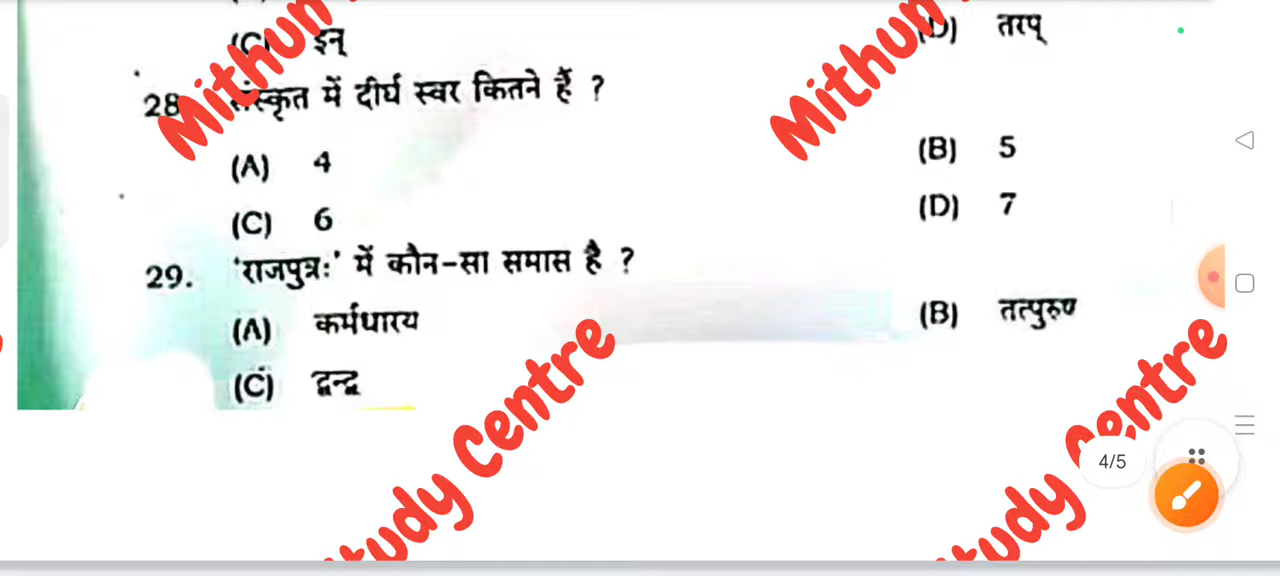 (C) इन्
(D) तरप्
28. संस्कृत में दीर्घ स्वर कितने हैं ?
(A) 4
(B) 5
(C) 6
(D) 7
29. 'राजपुत्रः' में कौन-सा समास है ?
(A) कर्मधारय
(B) तत्पुरुष
(C) द्वन्द्व
Mithun
Mithun
Study Centre
Study Centre
4/5